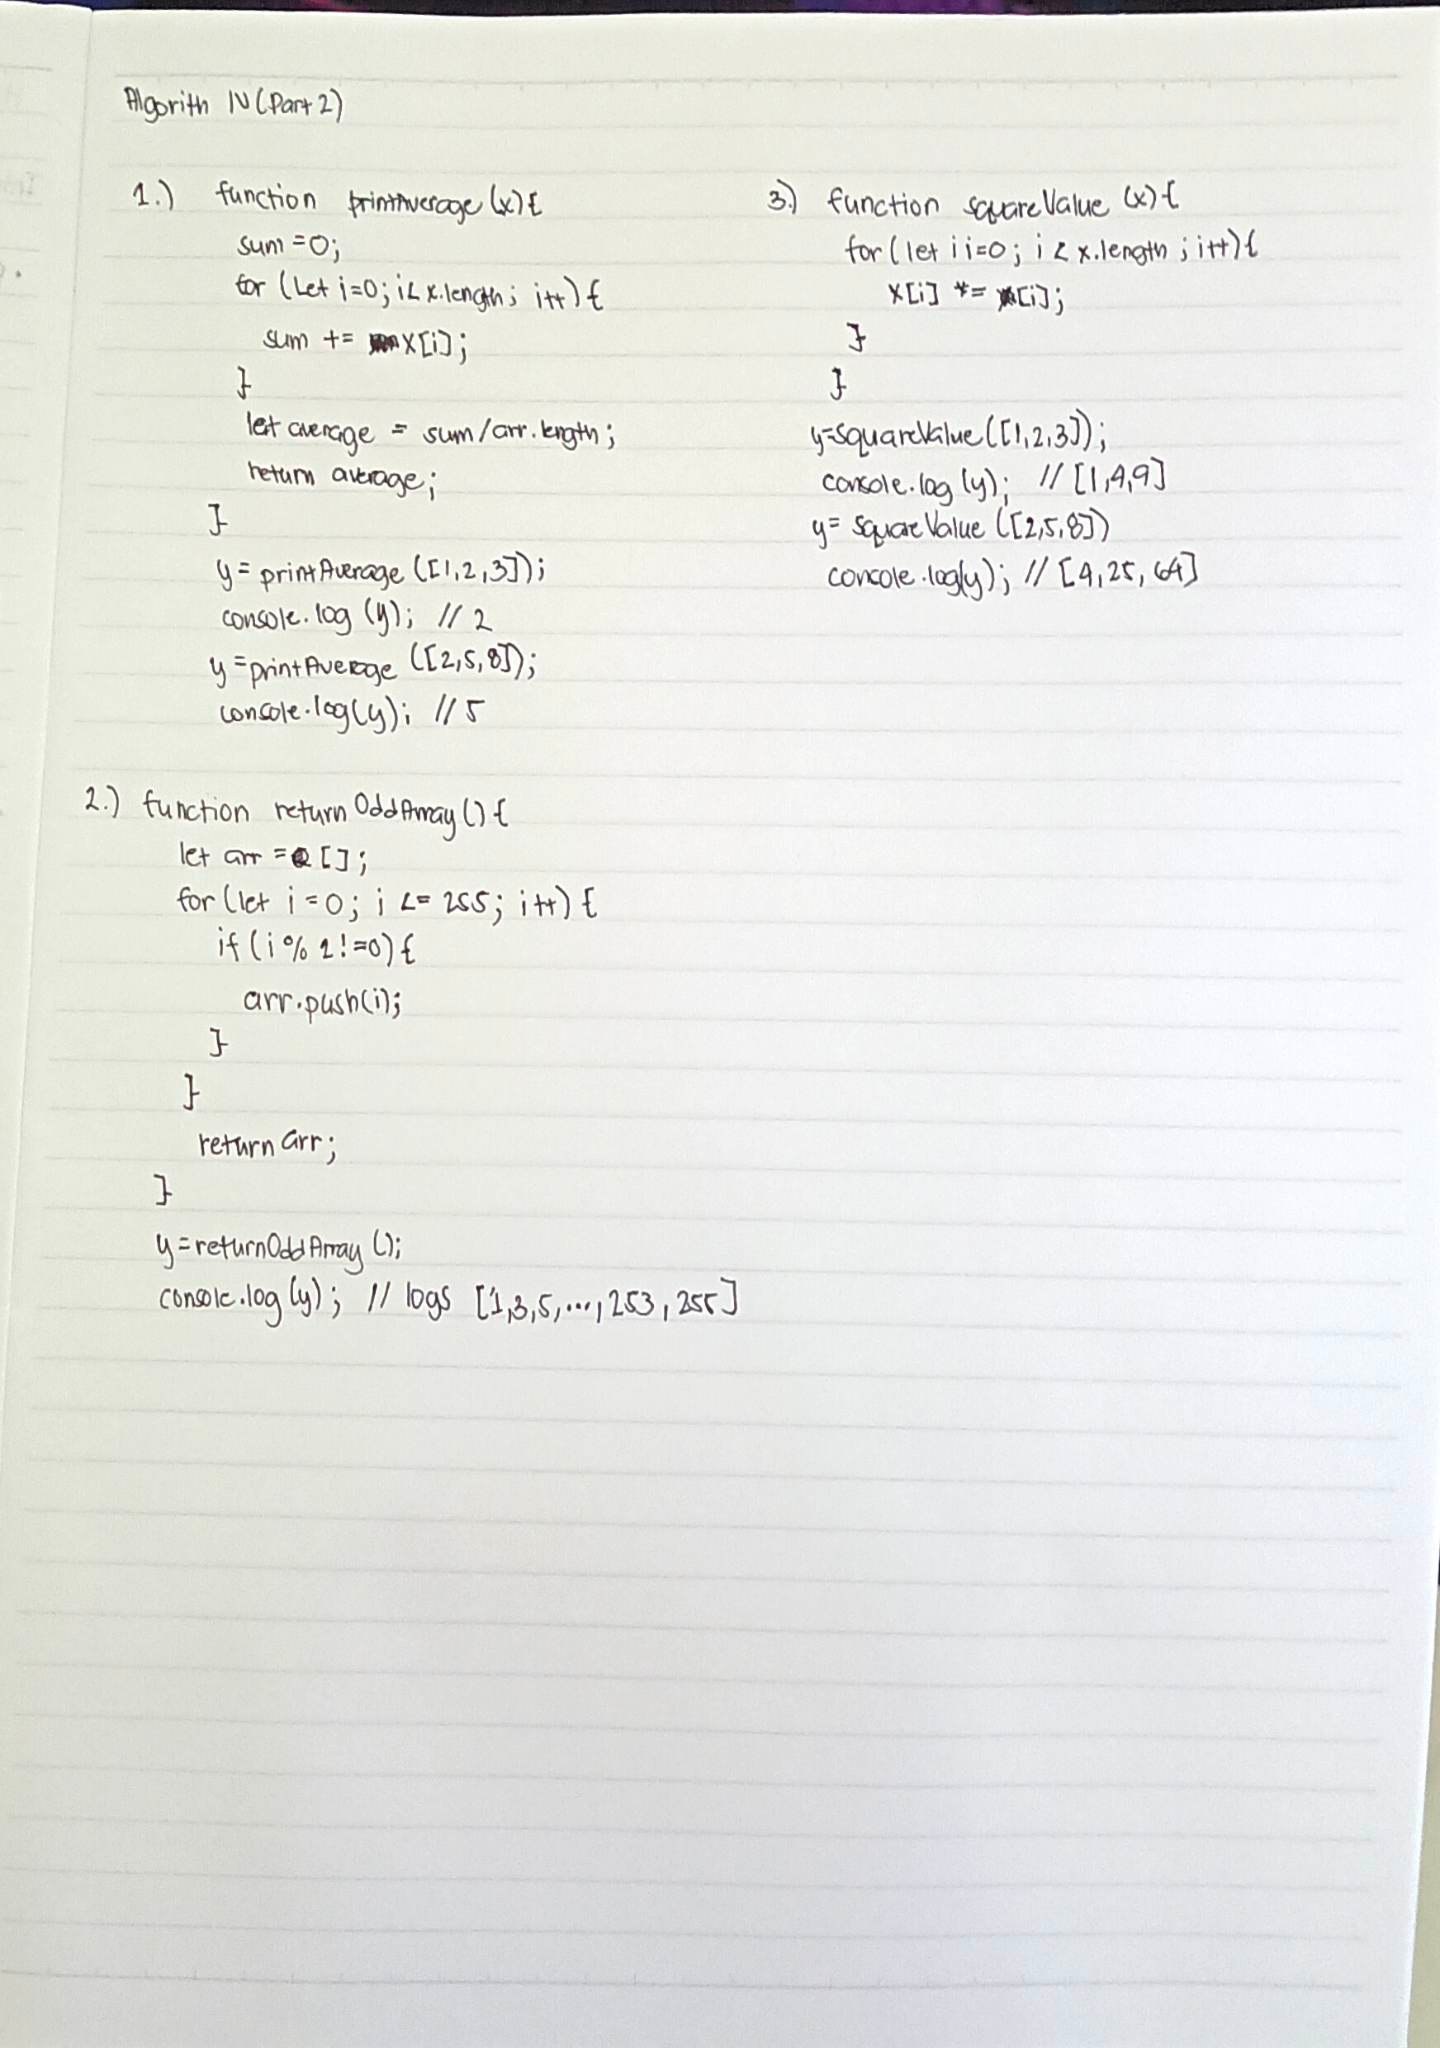 Algorith IV (Part 2)
1.) function printAverage (x) {
sum = 0;
for (Let i=0; i< x.length; i++) {
sum += x[i];
}
let average = sum/arr.length;
return average;
}
y = printAverage ([1,2,3]);
console.log (y); // 2
y = printAverage ([2,5,8]);
console.log(y); // 5
2.) function returnOddArray () {
let arr = [];
for (let i = 0; i <= 255; i++) {
if (i % 2 != 0) {
arr.push(i);
}
}
return arr;
}
y = returnOddArray ();
console.log (y); // logs [1,3,5,...,253,255]
3.) function squareValue (x) {
for (let i i=0; i < x.length; i++) {
x[i] *= x[i];
}
}
y=squareValue([1,2,3]);
console.log (y); // [1,4,9]
y= squareValue ([2,5,8])
console.log(y); // [4,25,64]